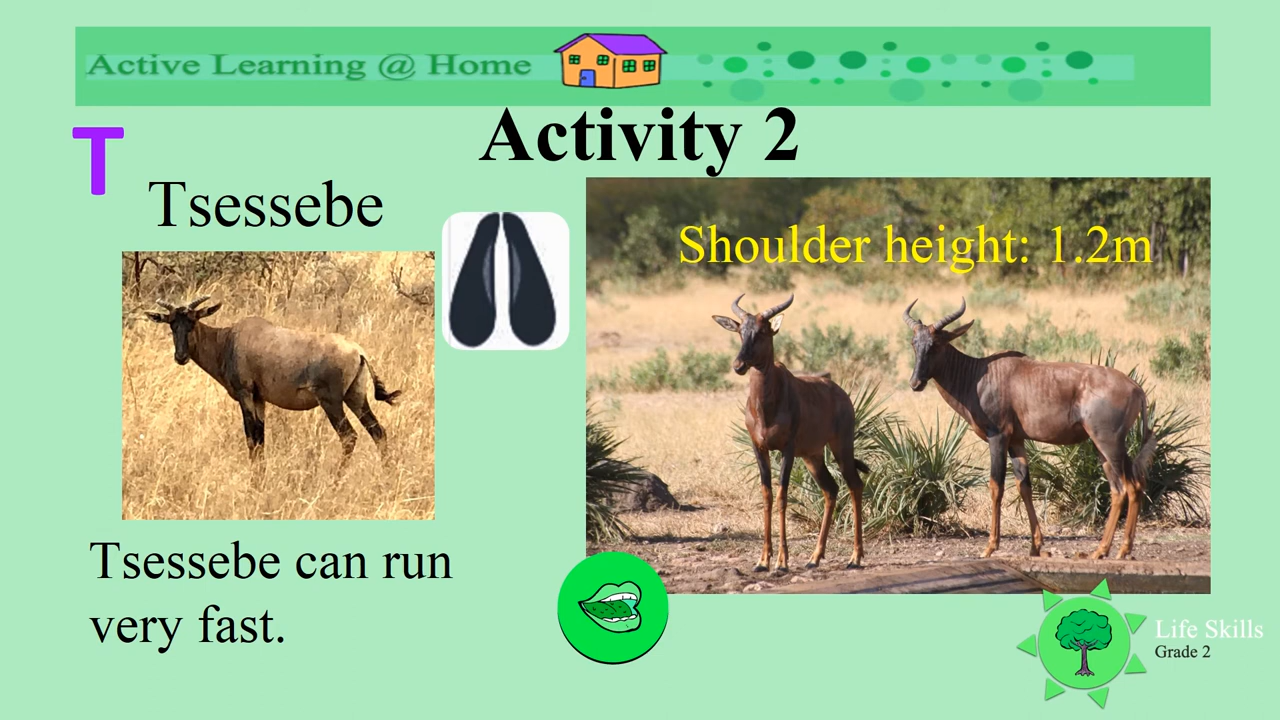 Active Learning @ Home
Activity 2
T
Tsessebe
Shoulder height: 1.2m
Tsessebe can run
very fast.
Life Skills
Grade 2